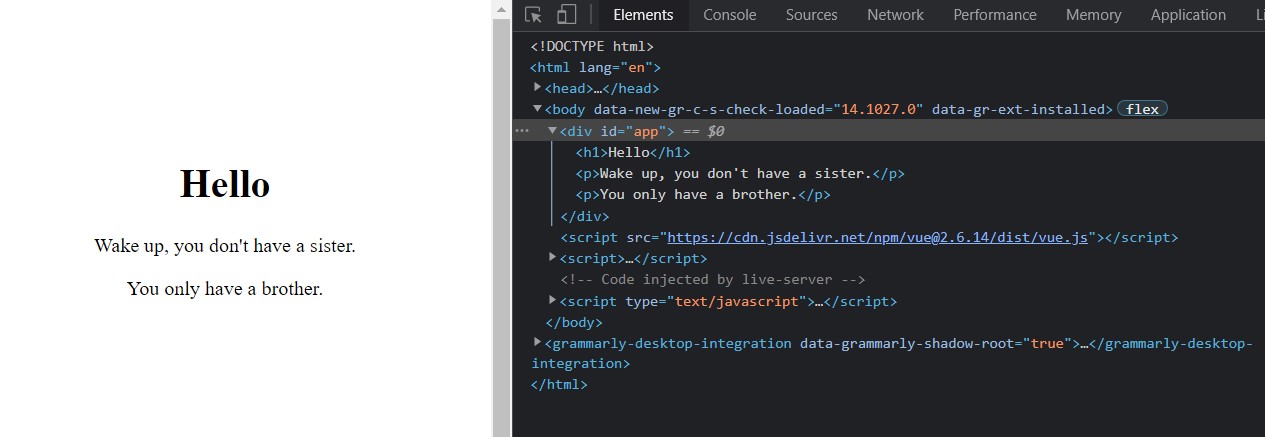 Hello
Wake up, you don't have a sister.
You only have a brother.
Elements Console Sources Network Performance Memory Application
<!DOCTYPE html>
<html lang="en">
<head>…</head>
<body data-new-gr-c-s-check-loaded="14.1027.0" data-gr-ext-installed> flex
<div id="app"> == $0
<h1>Hello</h1>
<p>Wake up, you don't have a sister.</p>
<p>You only have a brother.</p>
</div>
<script src="https://cdn.jsdelivr.net/npm/vue@2.6.14/dist/vue.js"></script>
<script>…</script>
<!-- Code injected by live-server -->
<script type="text/javascript">…</script>
</body>
<grammarly-desktop-integration data-grammarly-shadow-root="true">…</grammarly-desktop-
integration>
</html>